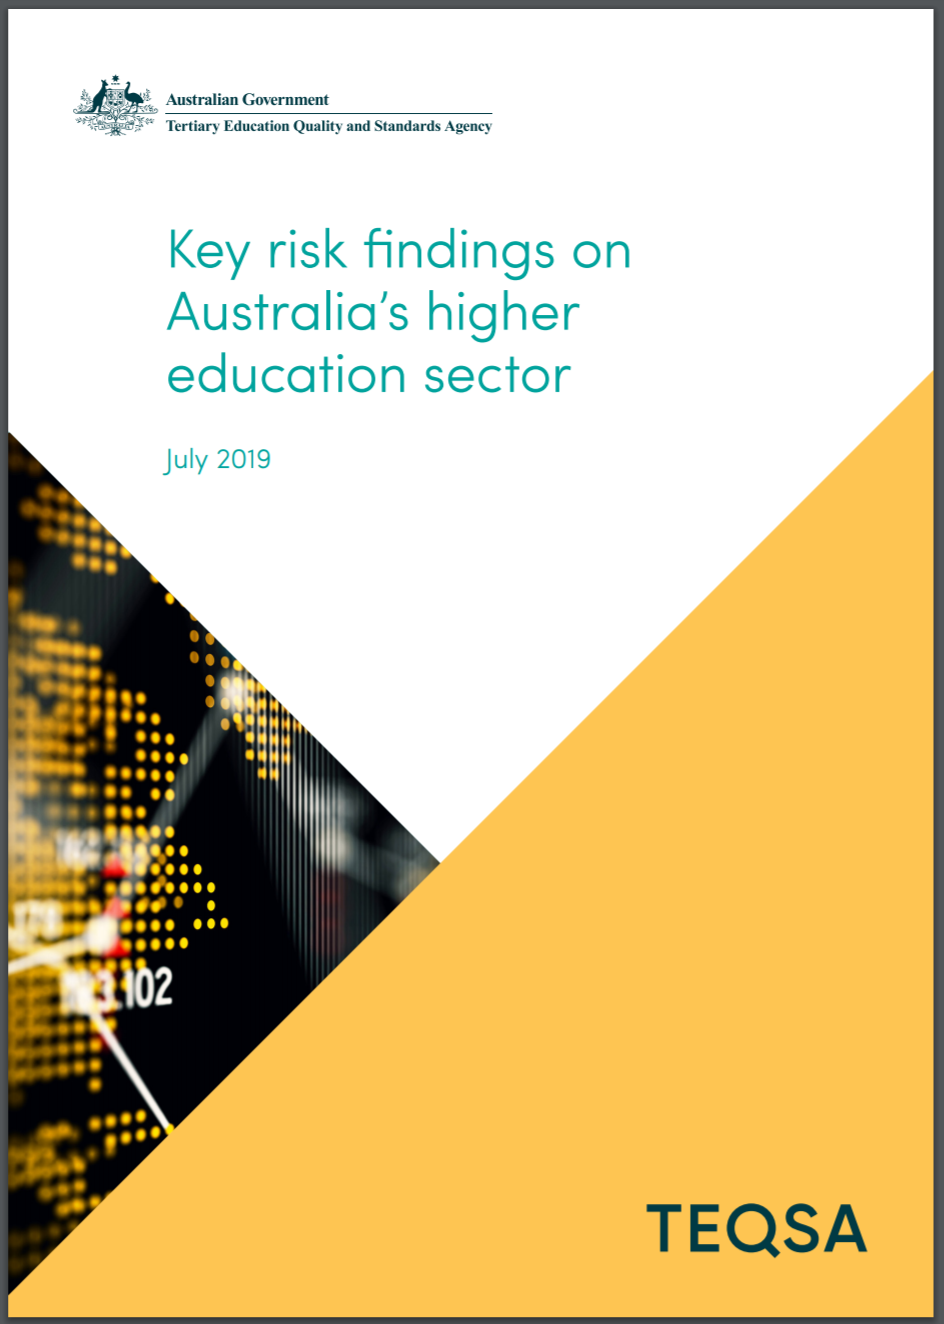 Australian Government
Tertiary Education Quality and Standards Agency
Key risk findings on
Australia’s higher
education sector
July 2019
102
TEQSA